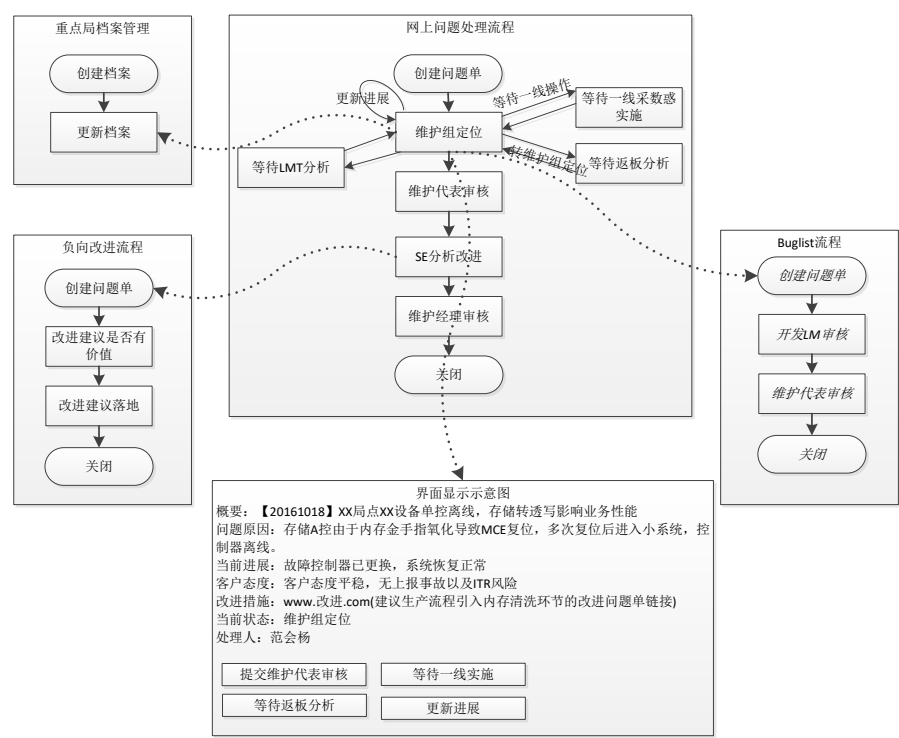 重点局档案管理
创建档案
更新档案
网上问题处理流程
创建问题单
更新进展
等待一线操作
等待一线采数惑
实施
维护组定位
转维护组定位
等待LMT分析
等待返板分析
维护代表审核
SE分析改进
维护经理审核
关闭
负向改进流程
创建问题单
改进建议是否有
价值
改进建议落地
关闭
Buglist流程
创建问题单
开发LM审核
维护代表审核
关闭
界面显示示意图
概要：【20161018】XX局点XX设备单控离线，存储转透写影响业务性能
问题原因：存储A控由于内存金手指氧化导致MCE复位，多次复位后进入小系统，控
制器离线。
当前进展：故障控制器已更换，系统恢复正常
客户态度：客户态度平稳，无上报事故以及ITR风险
改进措施：www.改进.com(建议生产流程引入内存清洗环节的改进问题单链接)
当前状态：维护组定位
处理人：范会杨
提交维护代表审核
等待一线实施
等待返板分析
更新进展